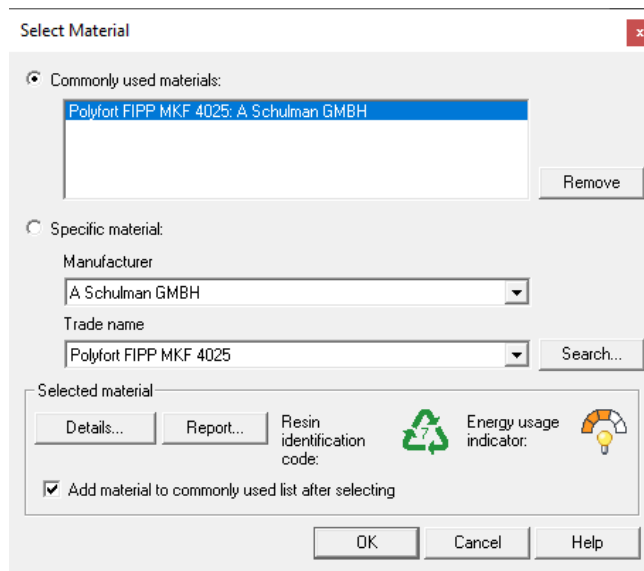 Select Material
x
Commonly used materials:
Polyfort FIPP MKF 4025: A Schulman GMBH
Remove
Specific material:
Manufacturer
A Schulman GMBH
Trade name
Polyfort FIPP MKF 4025
Search...
Selected material
Details...
Report...
Resin
identification
code:
7
Energy usage
indicator:
Add material to commonly used list after selecting
OK
Cancel
Help